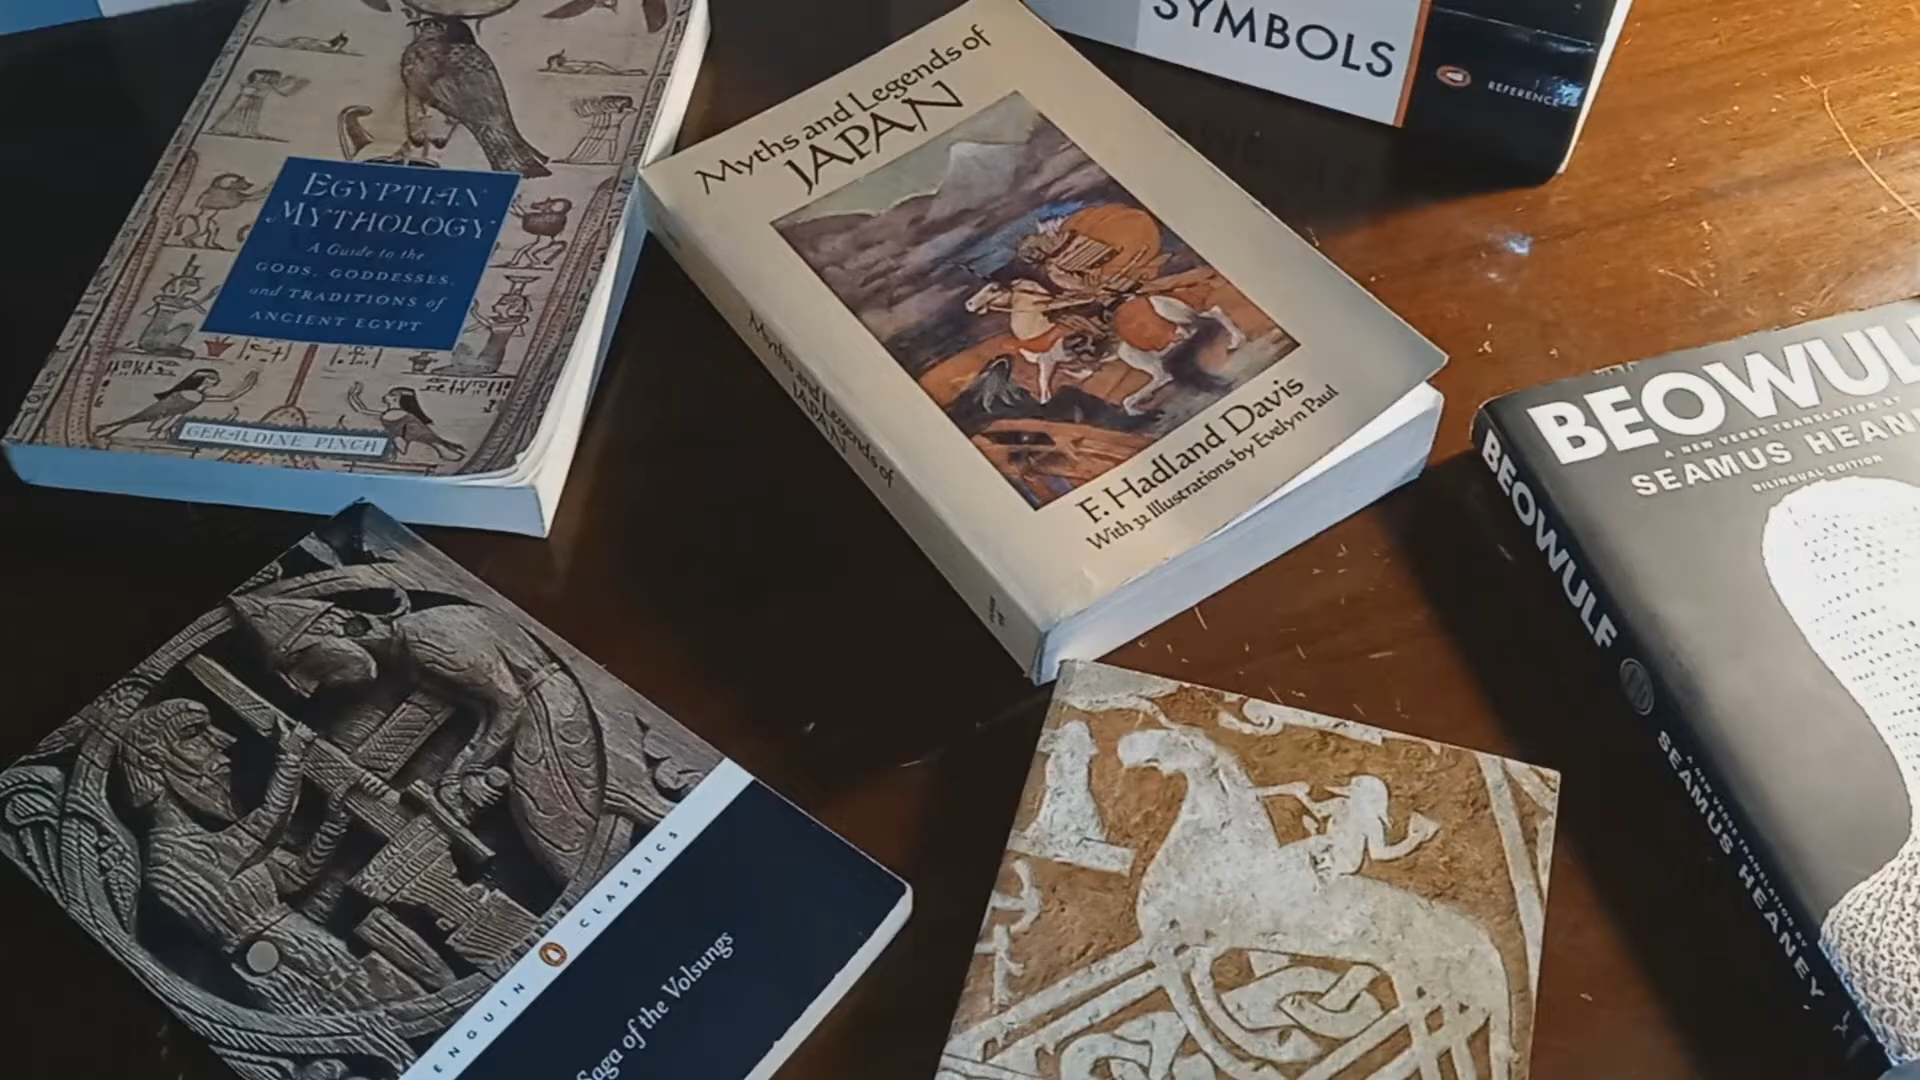 EGYPTIAN
MYTHOLOGY
A Guide to the
GODS, GODDESSES,
and TRADITIONS of
ANCIENT EGYPT
GERALDINE PINCH
Myths and Legends of
JAPAN
F. Hadland Davis
With 32 Illustrations by Evelyn Paul
Myths and Legends of
JAPAN
SYMBOLS
REFERENCE
BEOWUL
A NEW VERSE TRANSLATION BY
SEAMUS HEANE
BILINGUAL EDITION
BEOWULF
A NEW VERSE TRANSLATION BY
SEAMUS HEANEY
ENGUIN CLASSICS
Saga of the Volsungs